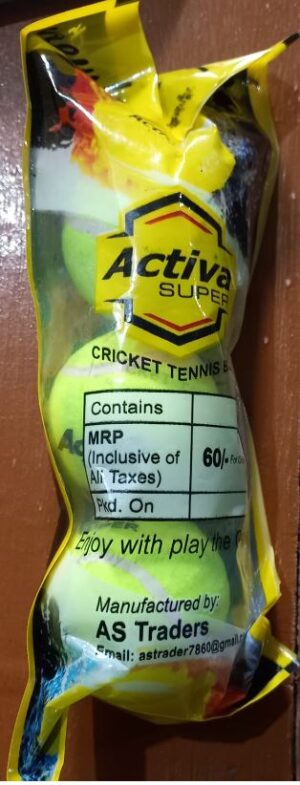 Activa
SUPER
CRICKET TENNIS
Contains
MRP
(Inclusive of
All Taxes)
60/-
Pkd. On
Enjoy with play the
Manufactured by:
AS Traders
Email: astrader7860@gmail